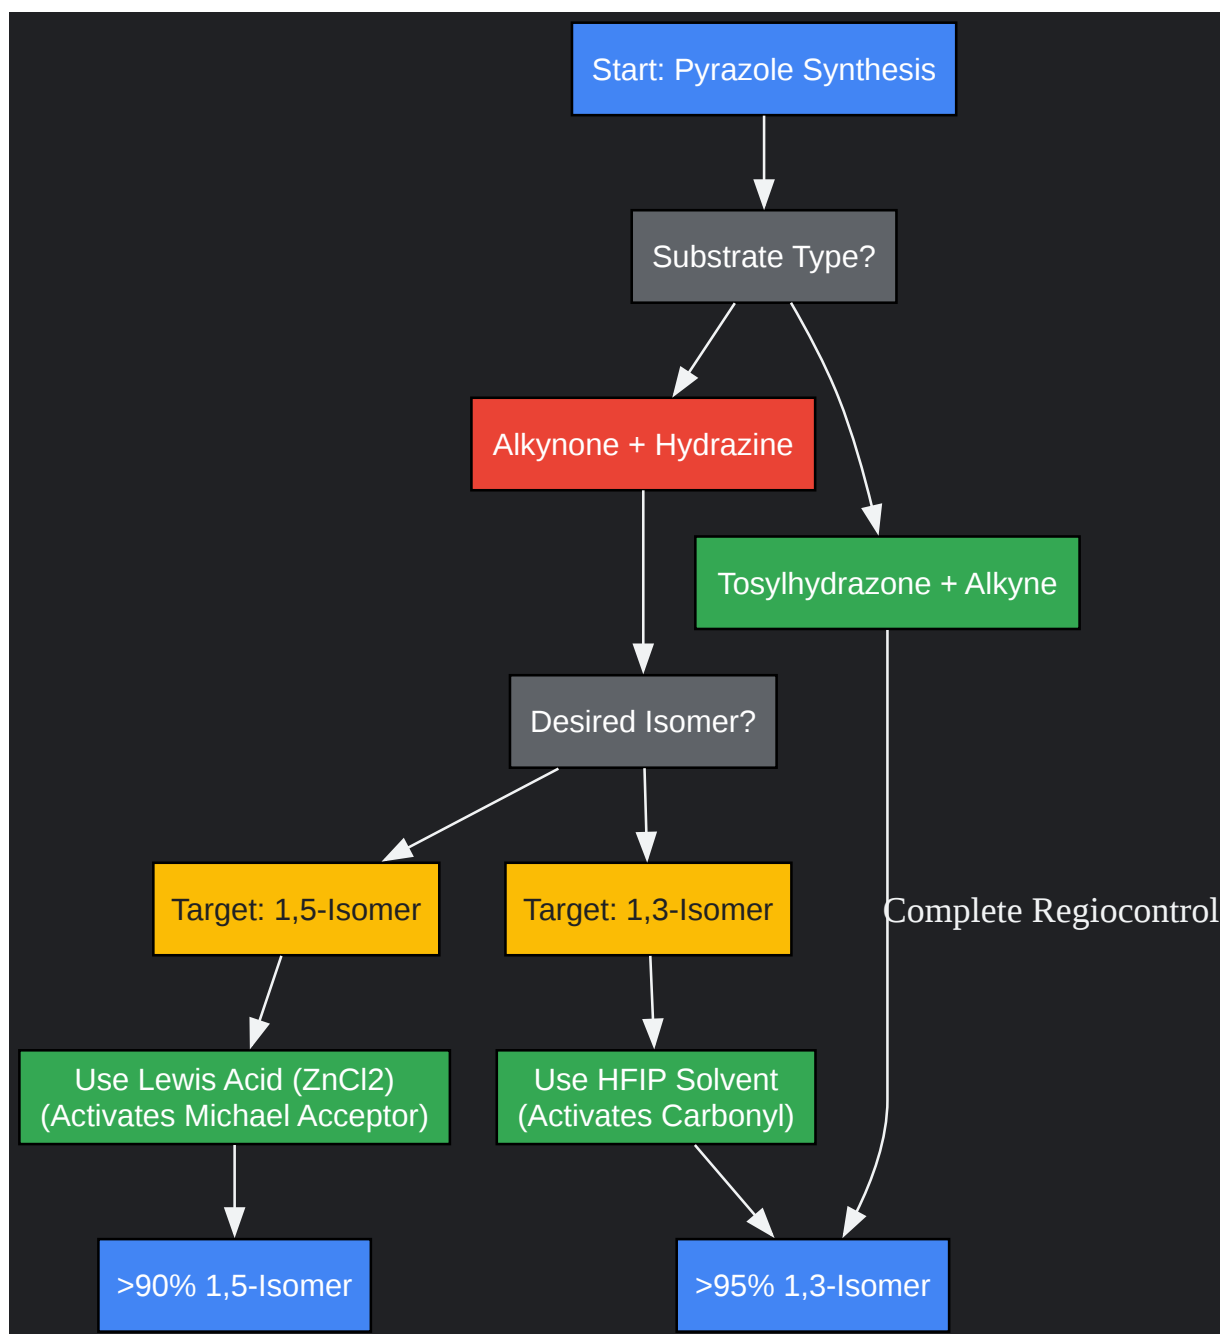 Start: Pyrazole Synthesis
Substrate Type?
Alkynone + Hydrazine
Tosylhydrazone + Alkyne
Desired Isomer?
Target: 1,5-Isomer
Target: 1,3-Isomer
Complete Regiocontrol
Use Lewis Acid (ZnCl2)
(Activates Michael Acceptor)
Use HFIP Solvent
(Activates Carbonyl)
>90% 1,5-Isomer
>95% 1,3-Isomer